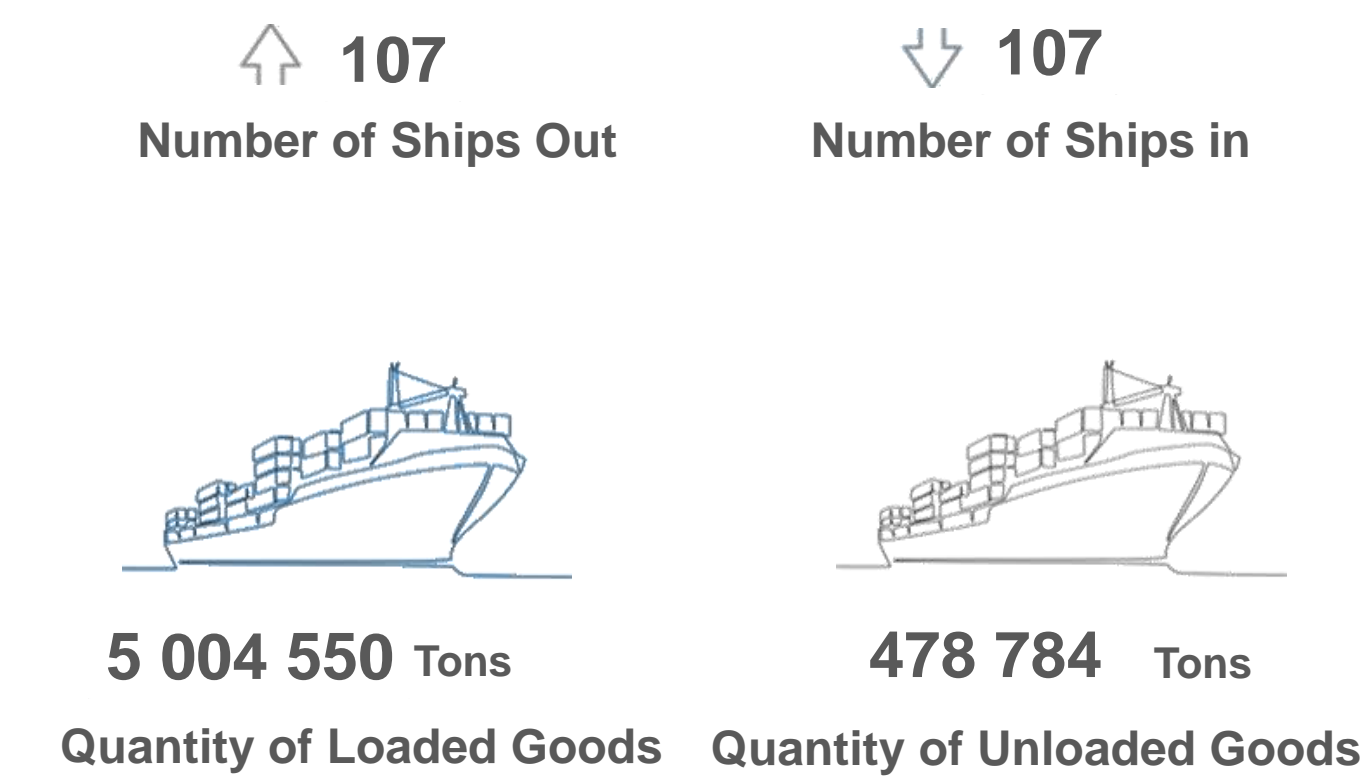 107
Number of Ships Out
107
Number of Ships in
5 004 550 Tons
Quantity of Loaded Goods
478 784 Tons
Quantity of Unloaded Goods